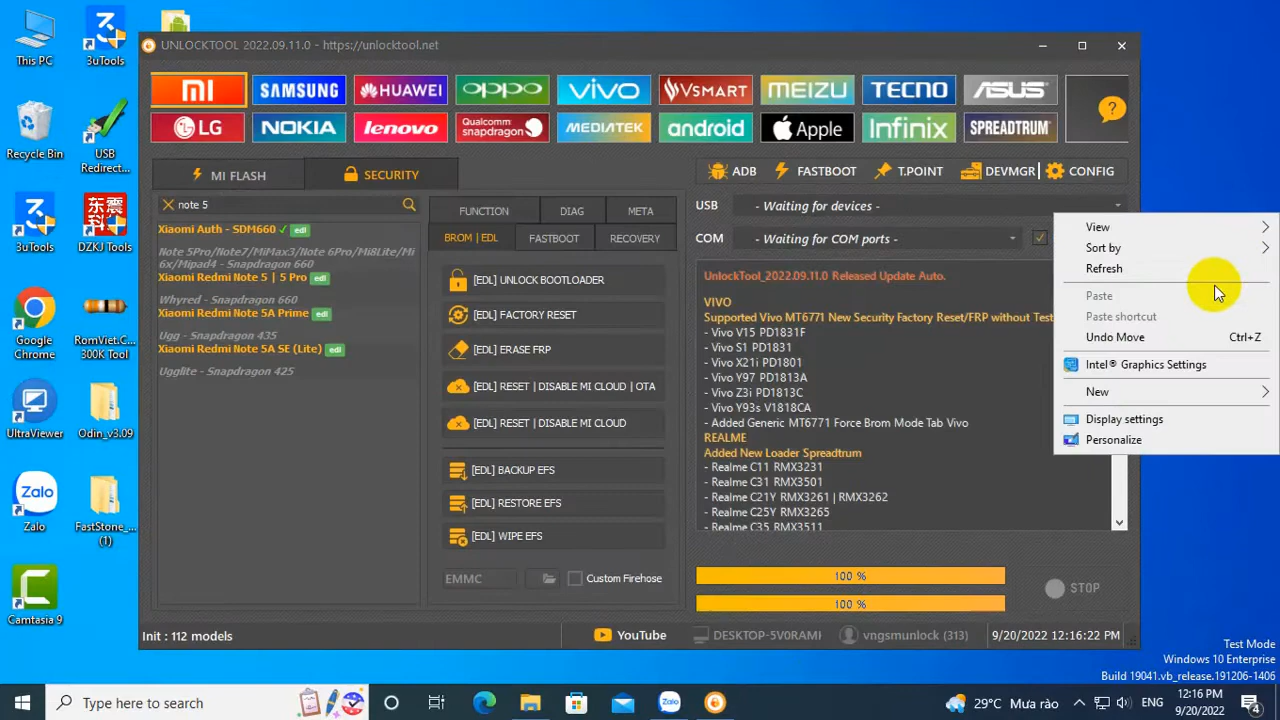 This PC
3uTools
Recycle Bin
USB
Redirect...
3uTools
东震
科技
DZKJ Tools
Google
Chrome
RomViet.C...
300K Tool
UltraViewer
Odin_v3.09
Zalo
Zalo
FastStone_...
(1)
Camtasia 9
UNLOCKTOOL 2022.09.11.0 - https://unlocktool.net
SAMSUNG
HUAWEI
oppo
vivo
VSMART
MEIZU
TECNO
ASUS
LG
NOKIA
lenovo
Qualcomm
snapdragon
MEDIATEK
android
Apple
Infinix
SPREADTRUM
MI FLASH
SECURITY
ADB
FASTBOOT
T.POINT
DEVMGR
CONFIG
note 5
Xiaomi Auth - SDM660 ✓ edl
Note 5Pro/Note7/MiMax3/Note 6Pro/Mi8Lite/Mi
6x/Mipad4 - Snapdragon 660
Xiaomi Redmi Note 5 | 5 Pro edl
Whyred - Snapdragon 660
Xiaomi Redmi Note 5A Prime edl
Ugg - Snapdragon 435
Xiaomi Redmi Note 5A SE (Lite) edl
Ugglite - Snapdragon 425
FUNCTION
DIAG
META
BROM | EDL
FASTBOOT
RECOVERY
[EDL] UNLOCK BOOTLOADER
[EDL] FACTORY RESET
[EDL] ERASE FRP
[EDL] RESET | DISABLE MI CLOUD | OTA
[EDL] RESET | DISABLE MI CLOUD
[EDL] BACKUP EFS
[EDL] RESTORE EFS
[EDL] WIPE EFS
EMMC
Custom Firehose
USB
- Waiting for devices -
COM
- Waiting for COM ports -
UnlockTool_2022.09.11.0 Released Update Auto.
VIVO
Supported Vivo MT6771 New Security Factory Reset/FRP without Test
- Vivo V15 PD1831F
- Vivo S1 PD1831
- Vivo X21i PD1801
- Vivo Y97 PD1813A
- Vivo Z3i PD1813C
- Vivo Y93s V1818CA
- Added Generic MT6771 Force Brom Mode Tab Vivo
REALME
Added New Loader Spreadtrum
- Realme C11 RMX3231
- Realme C31 RMX3501
- Realme C21Y RMX3261 | RMX3262
- Realme C25Y RMX3265
- Realme C35 RMX3511
100 %
100 %
STOP
View
Sort by
Refresh
Paste
Paste shortcut
Undo Move Ctrl+Z
Intel® Graphics Settings
New
Display settings
Personalize
Init : 112 models
YouTube
DESKTOP-5V0RAMI
vngsmunlock (313)
9/20/2022 12:16:22 PM
Test Mode
Windows 10 Enterprise
Build 19041.vb_release.191206-1406
Type here to search
29°C Mưa rào
ENG
12:16 PM
9/20/2022
4